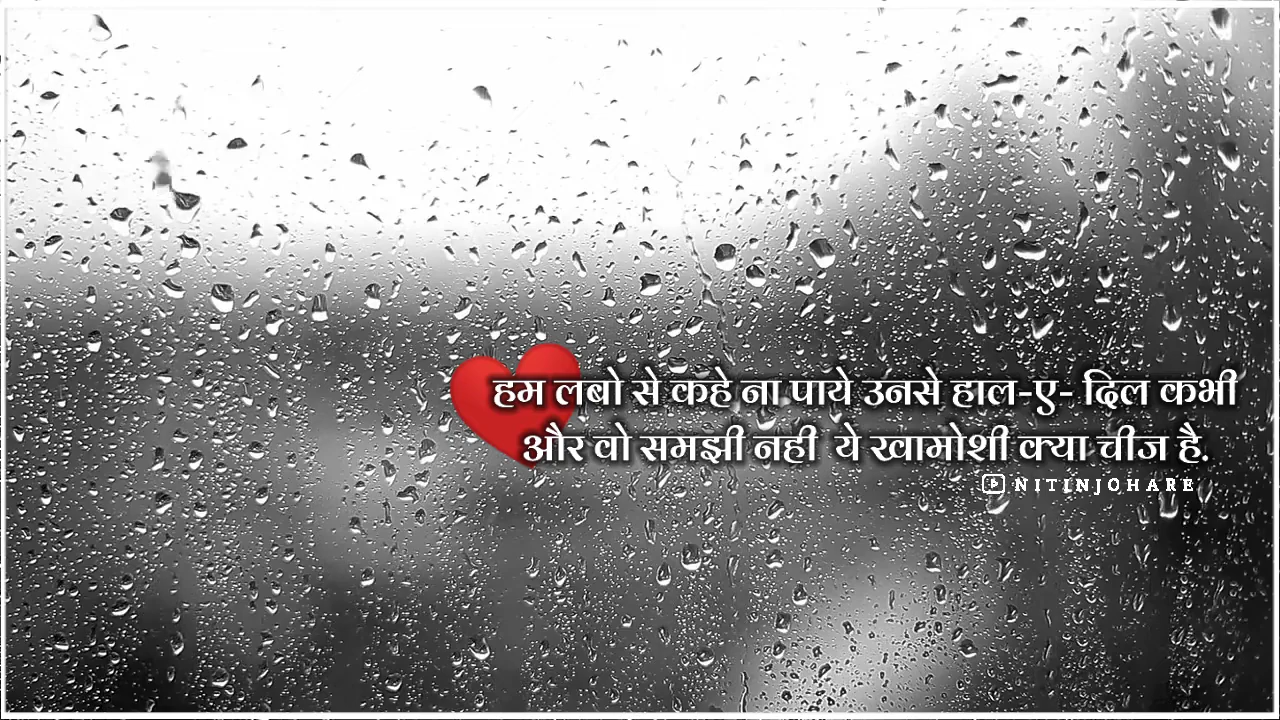 हम लबो से कहे ना पाये उनसे हाल-ए- दिल कभी
और वो समझी नही ये खामोशी क्या चीज है.
NITINJOHARE